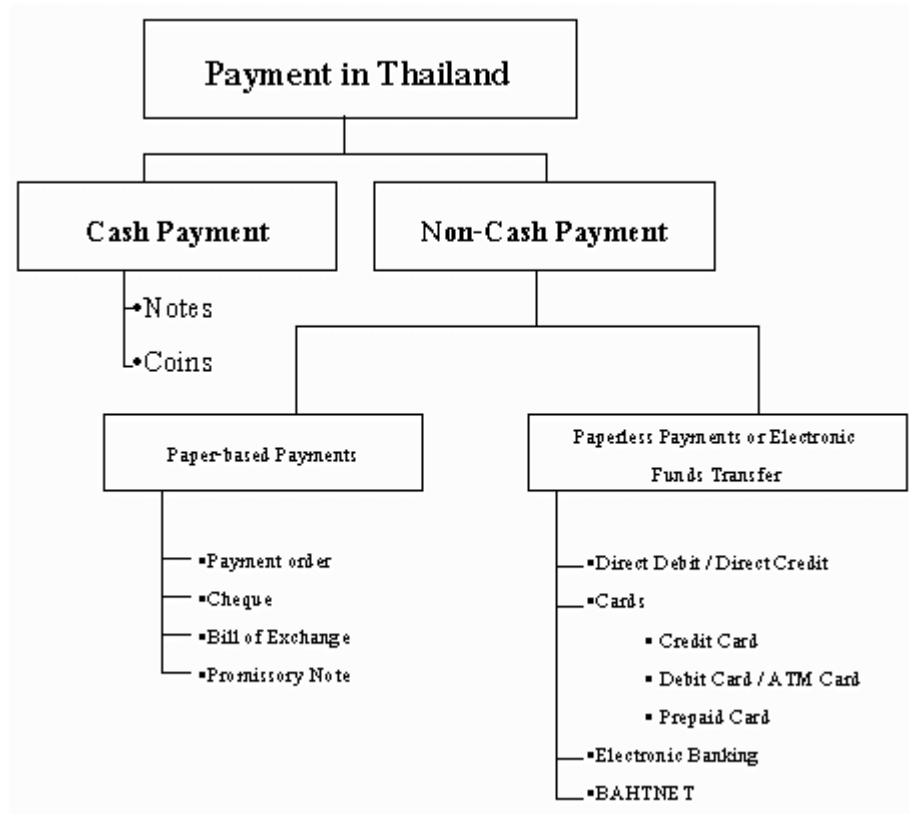 Payment in Thailand
Cash Payment
Non-Cash Payment
•Notes
•Coins
Paper-based Payments
Paperless Payments or Electronic
Funds Transfer
▪Payment order
▪Cheque
▪Bill of Exchange
▪Promissory Note
▪Direct Debit / Direct Credit
▪Cards
▪ Credit Card
▪ Debit Card / ATM Card
▪ Prepaid Card
▪Electronic Banking
▪BAHTNET